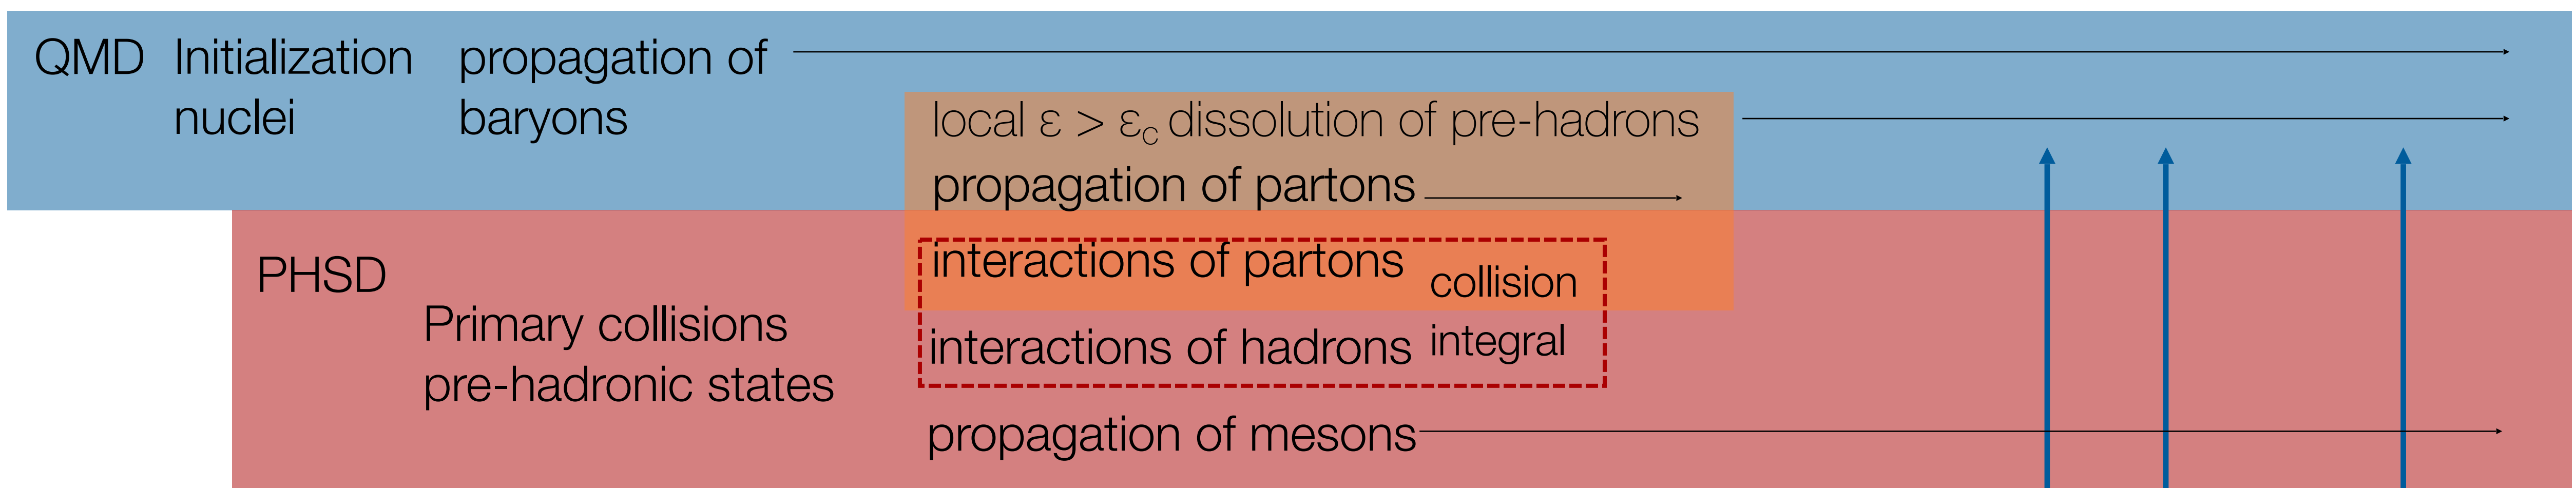 QMD Initialization propagation of
nuclei baryons
local ε > ε_c dissolution of pre-hadrons
propagation of partons
PHSD
interactions of partons collision
Primary collisions
interactions of hadrons integral
pre-hadronic states
propagation of mesons